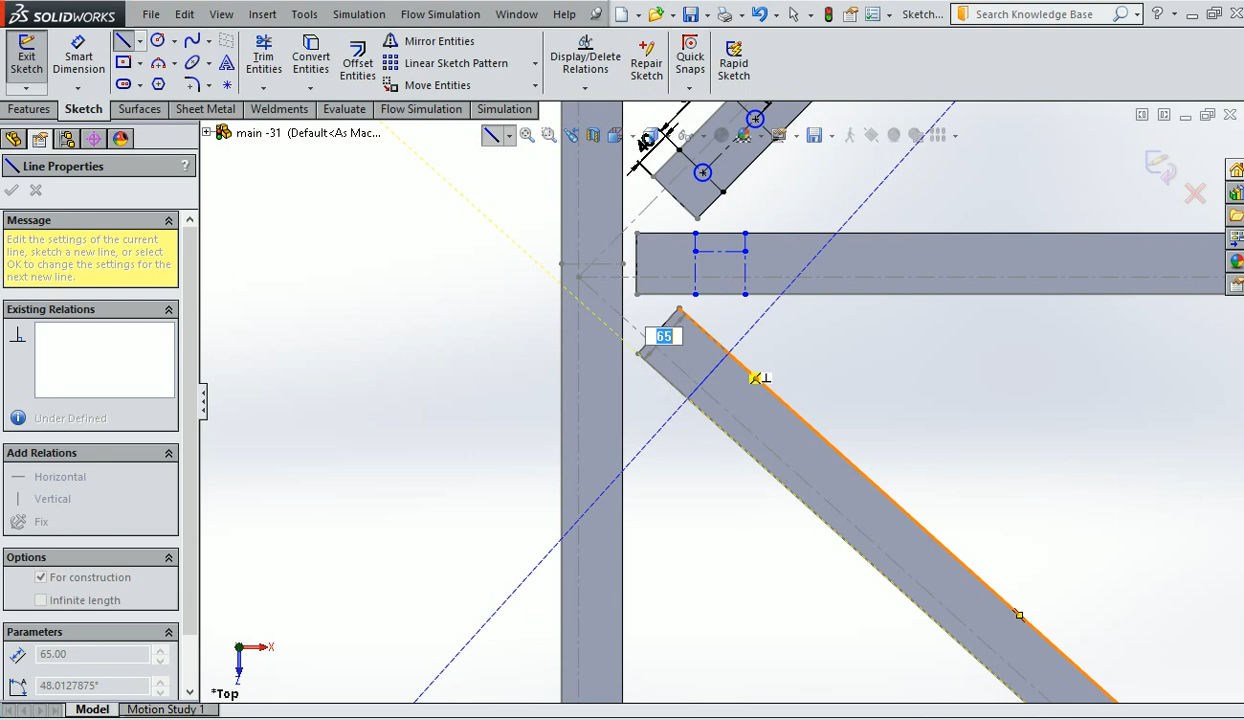 SOLIDWORKS File Edit View Insert Tools Simulation Flow Simulation Window Help Sketch... Search Knowledge Base ?
Exit Sketch
Smart Dimension
Trim Entities
Convert Entities
Offset Entities
Mirror Entities
Linear Sketch Pattern
Move Entities
Display/Delete Relations
Repair Sketch
Quick Snaps
Rapid Sketch
Features Sketch Surfaces Sheet Metal Weldments Evaluate Flow Simulation Simulation
main -31 (Default<As Mac...
Line Properties ?
Message
Edit the settings of the current line, sketch a new line, or select OK to change the settings for the next new line.
Existing Relations
Under Defined
Add Relations
Horizontal
Vertical
Fix
Options
For construction
Infinite length
Parameters
65.00
48.0127875°
40
65
X
Z
*Top
Model Motion Study 1